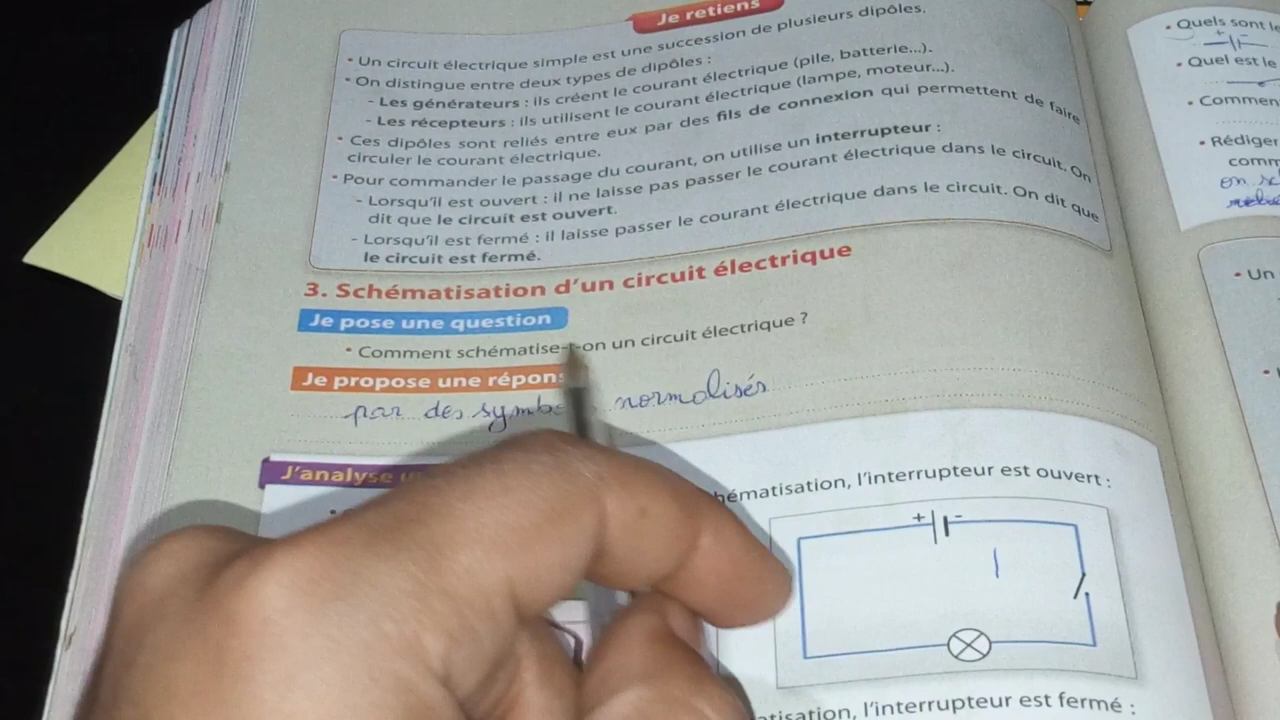 Je retiens
• Un circuit électrique simple est une succession de plusieurs dipôles.
• On distingue entre deux types de dipôles :
- Les générateurs : ils créent le courant électrique (pile, batterie...).
- Les récepteurs : ils utilisent le courant électrique (lampe, moteur...).
• Ces dipôles sont reliés entre eux par des fils de connexion qui permettent de faire
circuler le courant électrique.
• Pour commander le passage du courant, on utilise un interrupteur :
- Lorsqu'il est ouvert : il ne laisse pas passer le courant électrique dans le circuit. On
dit que le circuit est ouvert.
- Lorsqu'il est fermé : il laisse passer le courant électrique dans le circuit. On dit que
le circuit est fermé.
3. Schématisation d'un circuit électrique
Je pose une question
• Comment schématise-t-on un circuit électrique ?
Je propose une répons
par des symbo normalisés
J'analyse
hématisation, l'interrupteur est ouvert :
+ -
atisation, l'interrupteur est fermé :
• Quels sont
+ -
• Quel est le
• Commen
• Rédiger
comm
on
• Un